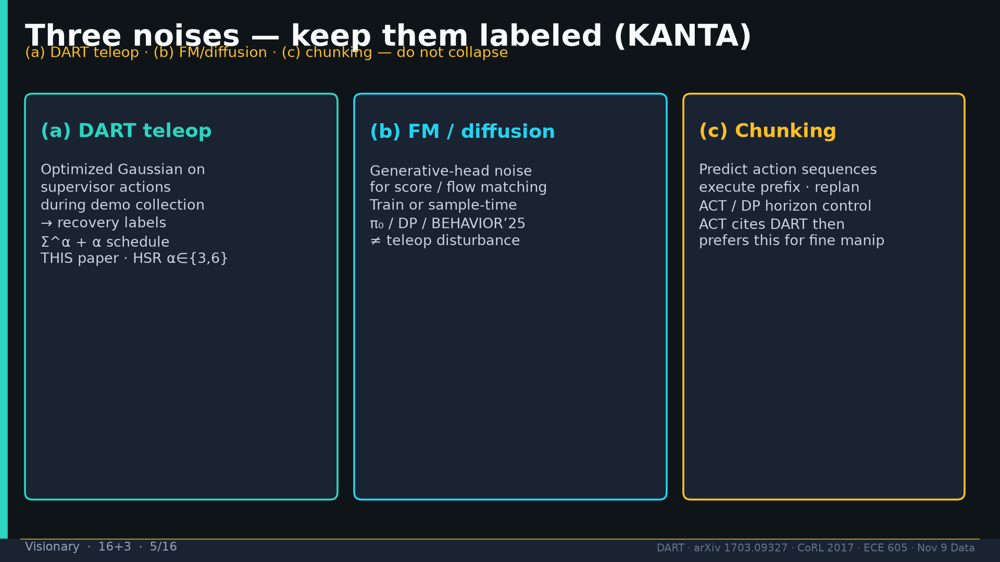 Three noises — keep them labeled (KANTA)
(a) DART teleop · (b) FM/diffusion · (c) chunking — do not collapse
(a) DART teleop
Optimized Gaussian on
supervisor actions
during demo collection
→ recovery labels
Σ^α + α schedule
THIS paper · HSR α∈{3,6}
(b) FM / diffusion
Generative-head noise
for score / flow matching
Train or sample-time
π₀ / DP / BEHAVIOR’25
≠ teleop disturbance
(c) Chunking
Predict action sequences
execute prefix · replan
ACT / DP horizon control
ACT cites DART then
prefers this for fine manip
Visionary · 16+3 · 5/16
DART · arXiv 1703.09327 · CoRL 2017 · ECE 605 · Nov 9 Data